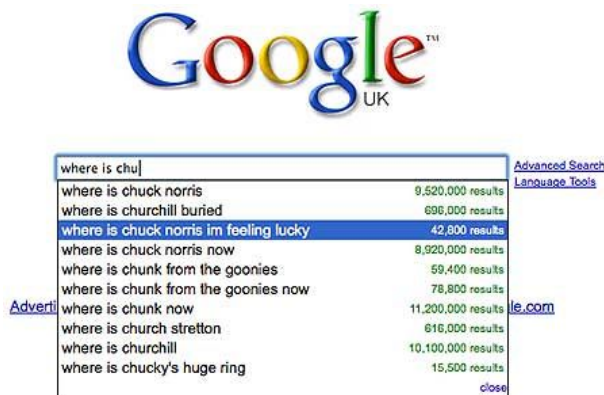 Google™
UK
where is chu
Advanced Search
Language Tools
where is chuck norris 9,520,000 results
where is churchill buried 696,000 results
where is chuck norris im feeling lucky 42,800 results
where is chuck norris now 8,920,000 results
where is chunk from the goonies 59,400 results
where is chunk from the goonies now 78,800 results
Adverti where is chunk now 11,200,000 results le.com
where is church stretton 616,000 results
where is churchill 10,100,000 results
where is chucky's huge ring 15,500 results
close